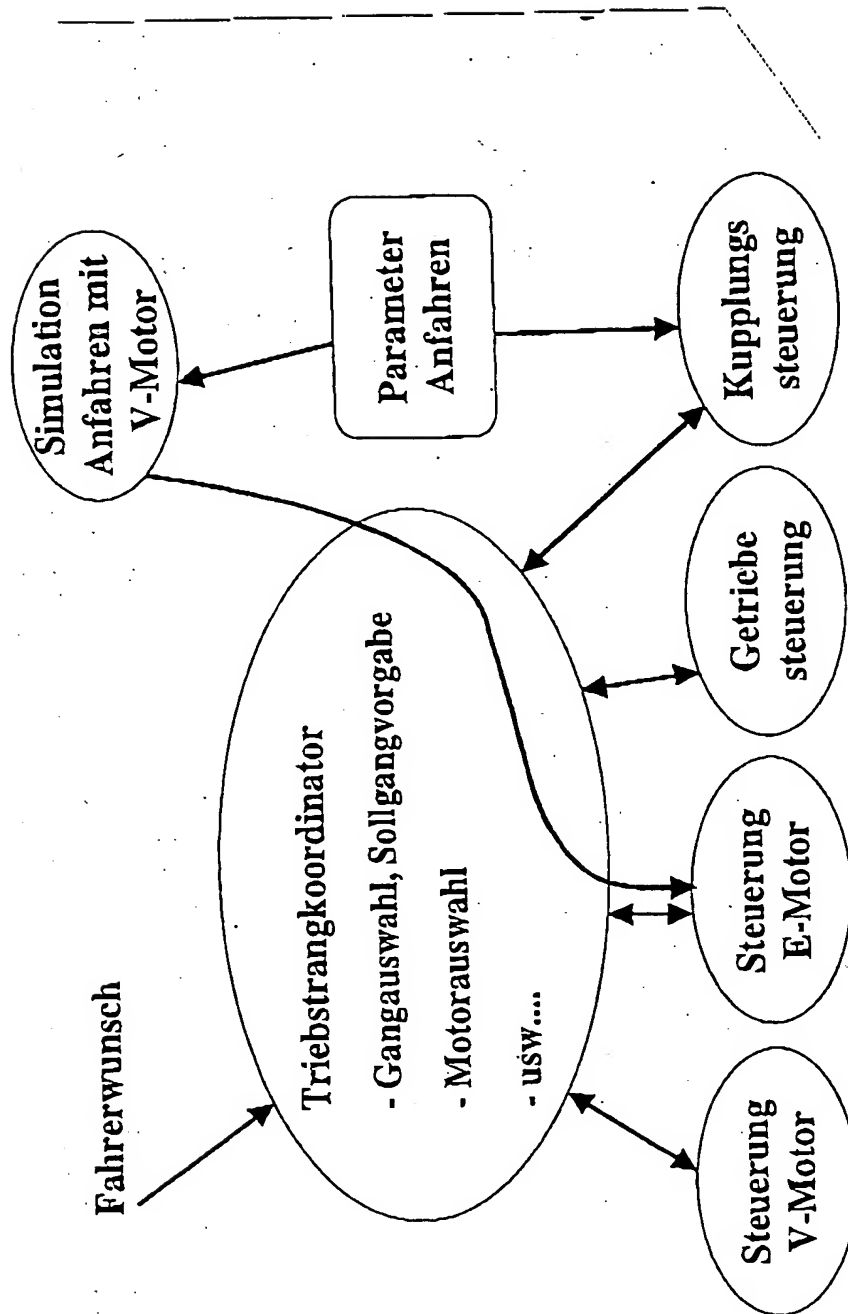 Fahrerwunsch
Triebstrangkoordinator
- Gangauswahl, Sollgangvorgabe
- Motorauswahl
- usw....
Simulation
Anfahren mit
V-Motor
Parameter
Anfahren
Steuerung
V-Motor
Steuerung
E-Motor
Getriebe
steuerung
Kupplungs
steuerung